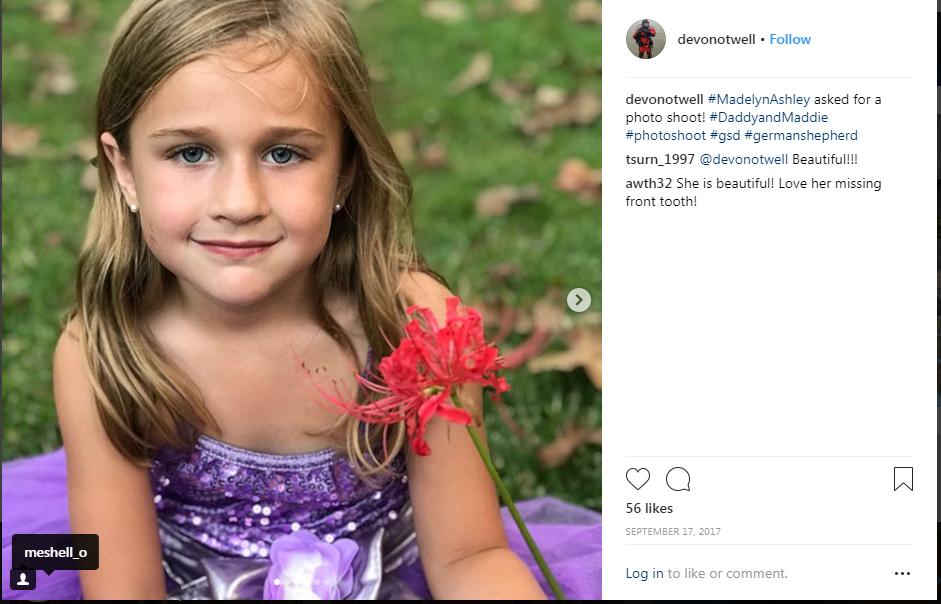 devonotwell • Follow
devonotwell #MadelynAshley asked for a
photo shoot! #DaddyandMaddie
#photoshoot #gsd #germanshepherd
tsurn_1997 @devonotwell Beautiful!!!
awth32 She is beautiful! Love her missing
front tooth!
meshell_o
56 likes
SEPTEMBER 17, 2017
Log in to like or comment.